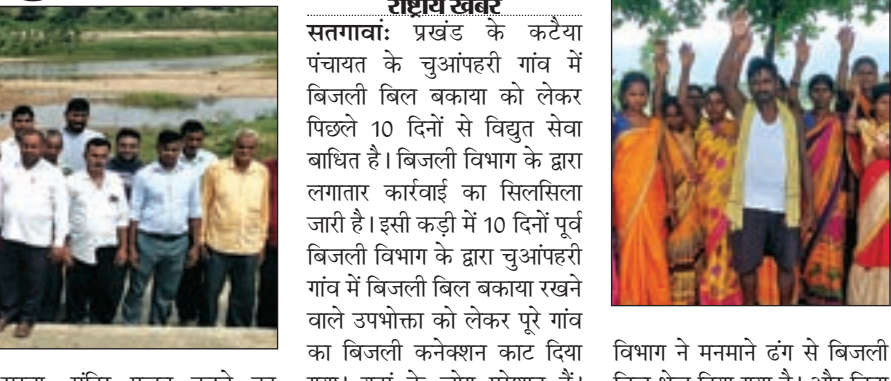 राष्ट्रीय खबर
सतगावांः प्रखंड के कटैया
पंचायत के चुआंपहरी गांव में
बिजली बिल बकाया को लेकर
पिछले 10 दिनों से विद्युत सेवा
बाधित है। बिजली विभाग के द्वारा
लगातार कार्रवाई का सिलसिला
जारी है। इसी कड़ी में 10 दिनों पूर्व
बिजली विभाग के द्वारा चुआंपहरी
गांव में बिजली बिल बकाया रखने
वाले उपभोक्ता को लेकर पूरे गांव
का बिजली कनेक्शन काट दिया
विभाग ने मनमाने ढंग से बिजली